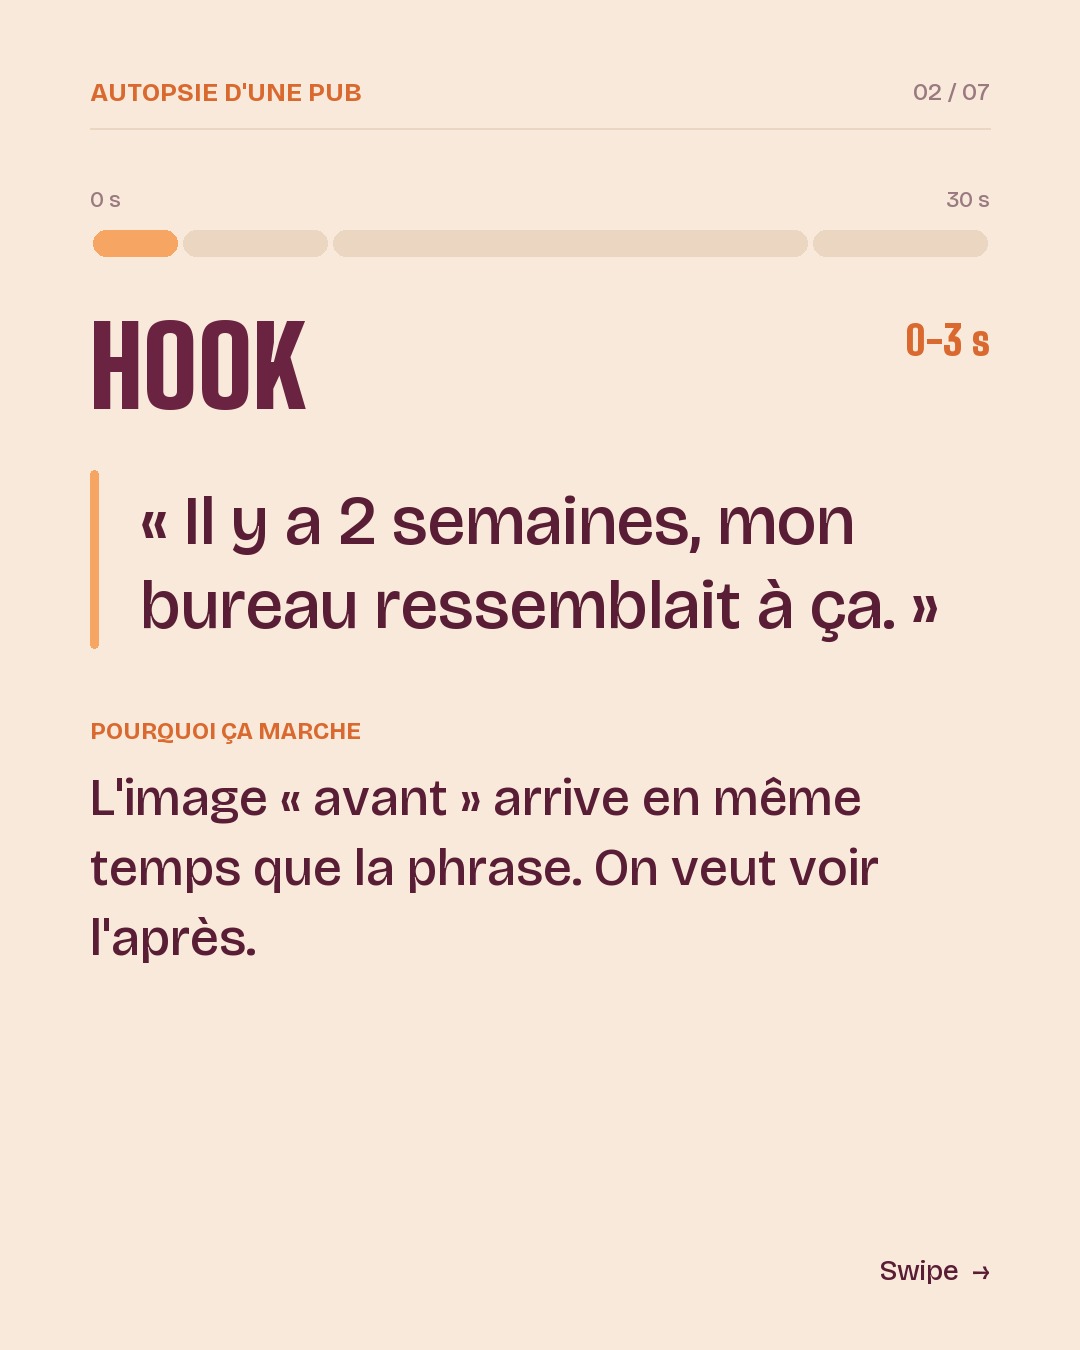 AUTOPSIE D'UNE PUB
02 / 07
0 s
30 s
HOOK
0–3 s
« Il y a 2 semaines, mon
bureau ressemblait à ça. »
POURQUOI ÇA MARCHE
L'image « avant » arrive en même
temps que la phrase. On veut voir
l'après.
Swipe →